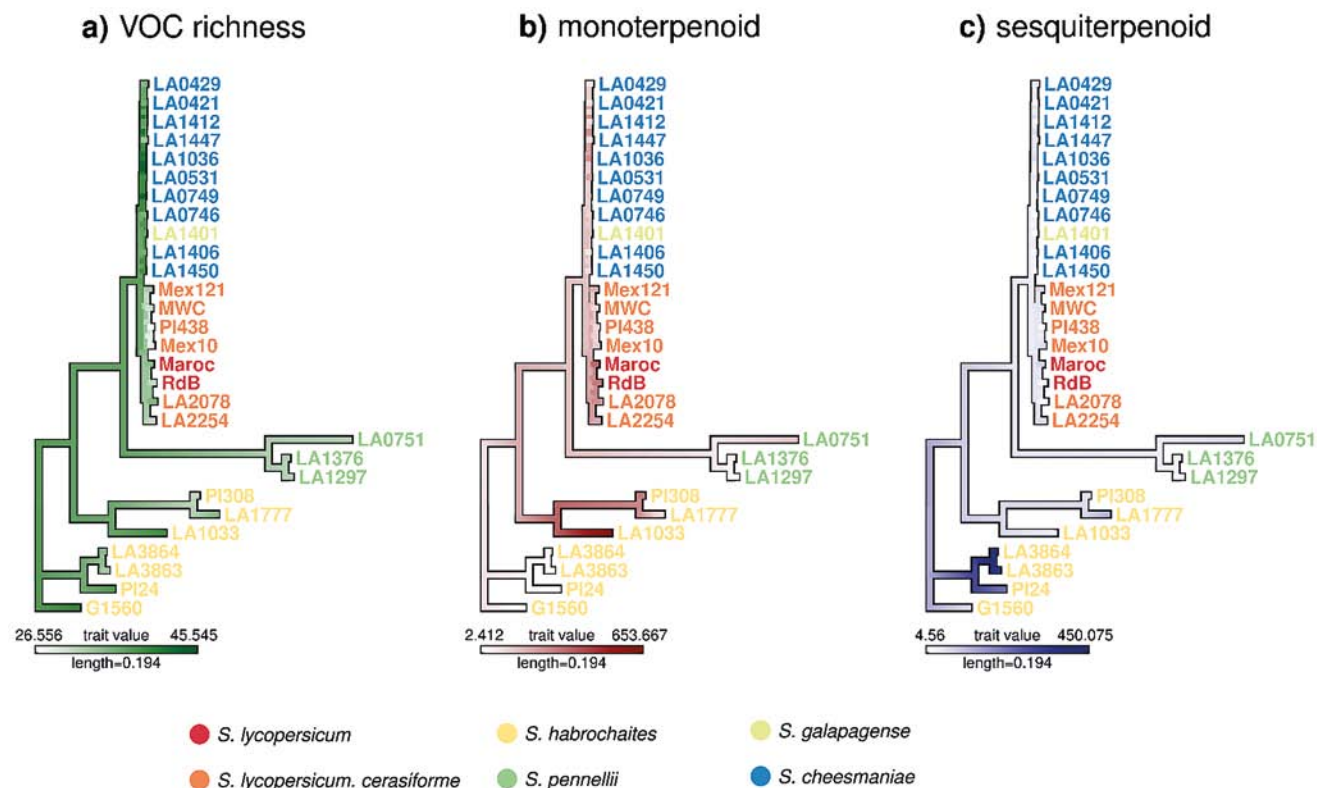 a) VOC richness
LA0429
LA0421
LA1412
LA1447
LA1036
LA0531
LA0749
LA0746
LA1401
LA1406
LA1450
Mex121
MWC
PI438
Mex10
Maroc
RdB
LA2078
LA2254
LA0751
LA1376
LA1297
PI308
LA1777
LA1033
LA3864
LA3863
PI24
G1560
26.556 trait value 45.545
length=0.194
b) monoterpenoid
LA0429
LA0421
LA1412
LA1447
LA1036
LA0531
LA0749
LA0746
LA1401
LA1406
LA1450
Mex121
MWC
PI438
Mex10
Maroc
RdB
LA2078
LA2254
LA0751
LA1376
LA1297
PI308
LA1777
LA1033
LA3864
LA3863
PI24
G1560
2.412 trait value 653.667
length=0.194
c) sesquiterpenoid
LA0429
LA0421
LA1412
LA1447
LA1036
LA0531
LA0749
LA0746
LA1401
LA1406
LA1450
Mex121
MWC
PI438
Mex10
Maroc
RdB
LA2078
LA2254
LA0751
LA1376
LA1297
PI308
LA1777
LA1033
LA3864
LA3863
PI24
G1560
4.56 trait value 450.075
length=0.194
S. lycopersicum
S. habrochaites
S. galapagense
S. lycopersicum. cerasiforme
S. pennellii
S. cheesmaniae